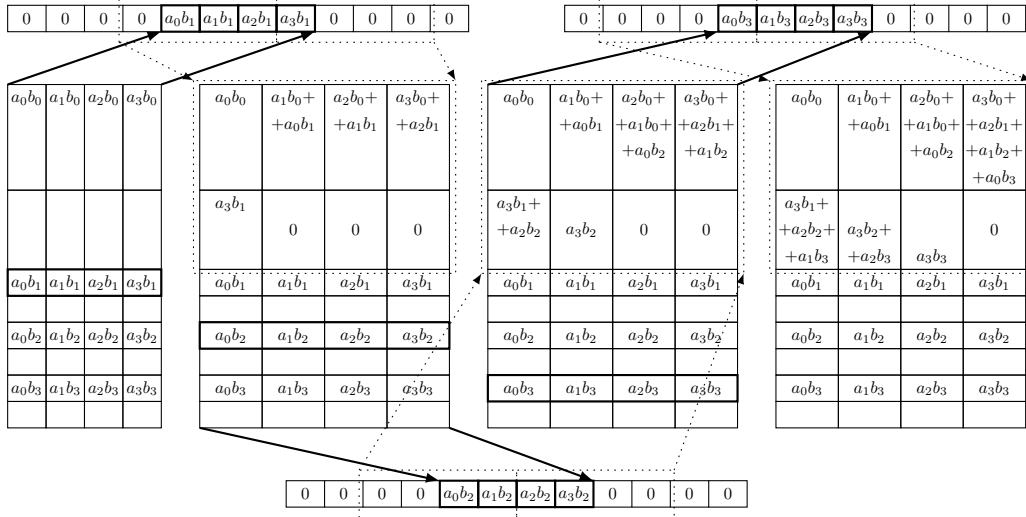 0 0 0 0 a₀b₁ a₁b₁ a₂b₁ a₃b₁ 0 0 0 0
0 0 0 0 a₀b₃ a₁b₃ a₂b₃ a₃b₃ 0 0 0 0
a₀b₀ a₁b₀ a₂b₀ a₃b₀
a₀b₁ a₁b₁ a₂b₁ a₃b₁
a₀b₂ a₁b₂ a₂b₂ a₃b₂
a₀b₃ a₁b₃ a₂b₃ a₃b₃
a₀b₀ a₁b₀+ a₂b₀+ a₃b₀+
+a₀b₁ +a₁b₁ +a₂b₁
a₃b₁
0 0 0
a₀b₁ a₁b₁ a₂b₁ a₃b₁
a₀b₂ a₁b₂ a₂b₂ a₃b₂
a₀b₃ a₁b₃ a₂b₃ a₃b₃
a₀b₀ a₁b₀+ a₂b₀+ a₃b₀+
+a₀b₁ +a₁b₀+ +a₂b₁+
+a₀b₂ +a₁b₂
a₃b₁+
+a₂b₂ a₃b₂ 0 0
a₀b₁ a₁b₁ a₂b₁ a₃b₁
a₀b₂ a₁b₂ a₂b₂ a₃b₂
a₀b₃ a₁b₃ a₂b₃ a₃b₃
a₀b₀ a₁b₀+ a₂b₀+ a₃b₀+
+a₀b₁ +a₁b₀+ +a₂b₁+
+a₀b₂ +a₁b₂+
+a₀b₃
a₃b₁+
+a₂b₂+ a₃b₂+ 0
+a₁b₃ +a₂b₃ a₃b₃
a₀b₁ a₁b₁ a₂b₁ a₃b₁
a₀b₂ a₁b₂ a₂b₂ a₃b₂
a₀b₃ a₁b₃ a₂b₃ a₃b₃
0 0 0 0 a₀b₂ a₁b₂ a₂b₂ a₃b₂ 0 0 0 0